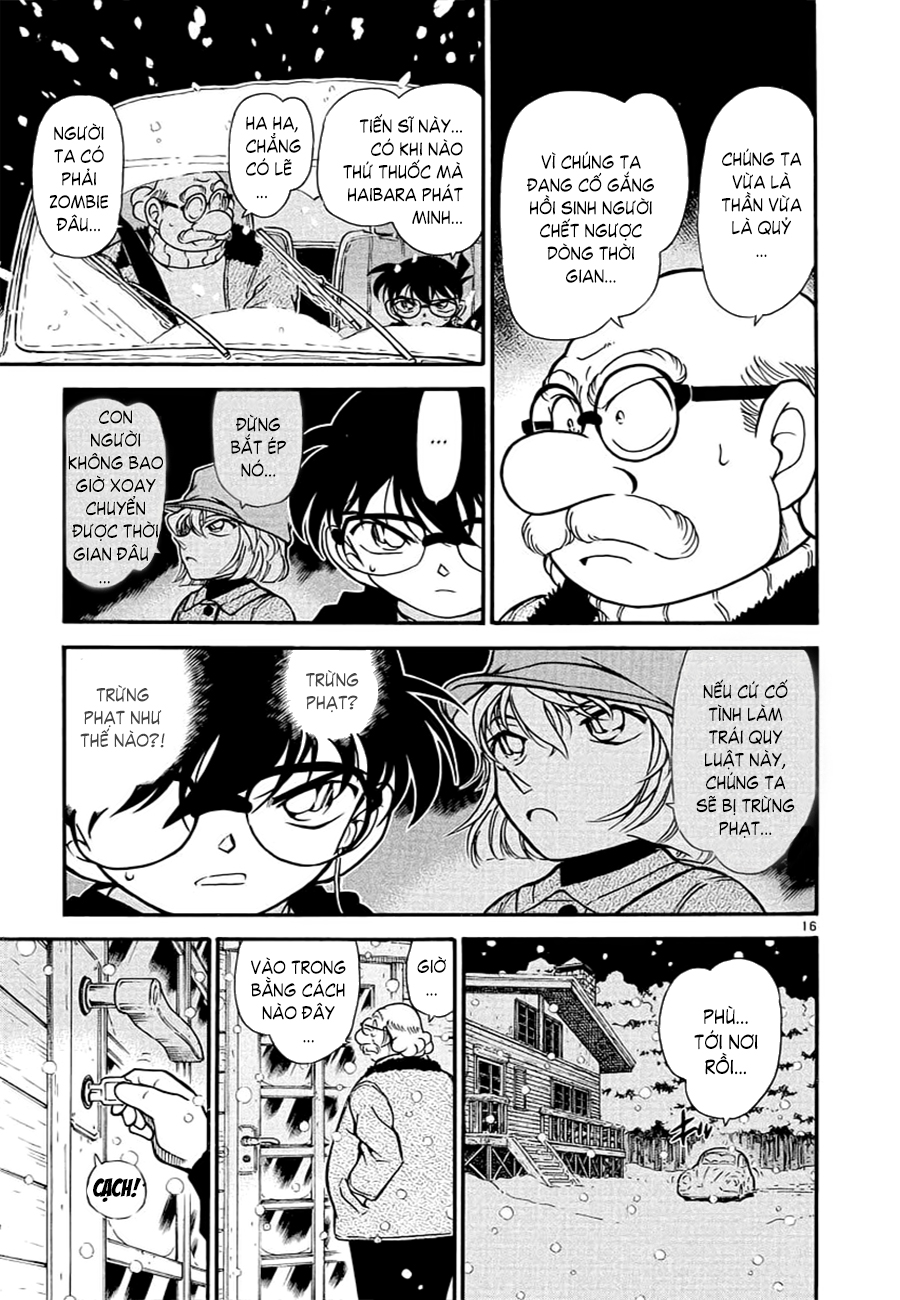 CHÚNG TA
VỪA LÀ
THẦN VỪA
LÀ QUỶ
...
VÌ CHÚNG TA
ĐANG CỐ GẮNG
HỒI SINH NGƯỜI
CHẾT NGƯỢC
DÒNG THỜI
GIAN...
TIẾN SĨ NÀY...
CÓ KHI NÀO
THỨ THUỐC MÀ
HAIBARA PHÁT
MINH...
HA HA,
CHẲNG
CÓ LẼ
...
NGƯỜI
TA CÓ
PHẢI
ZOMBIE
ĐÂU...
...
ĐỪNG
BẮT ÉP
NÓ...
CON
NGƯỜI
KHÔNG BAO
GIỜ XOAY
CHUYỂN
ĐƯỢC THỜI
GIAN ĐÂU
...
NẾU CỨ CỐ
TÌNH LÀM
TRÁI QUY
LUẬT NÀY,
CHÚNG TA
SẼ BỊ TRỪNG
PHẠT...
TRỪNG
PHẠT?
TRỪNG
PHẠT NHƯ
THẾ NÀO?!
16
PHÙ...
TỚI NƠI
RỒI...
ギッ
GIỜ
...
VÀO TRONG
BẰNG CÁCH
NÀO ĐÂY
...
CẠCH!